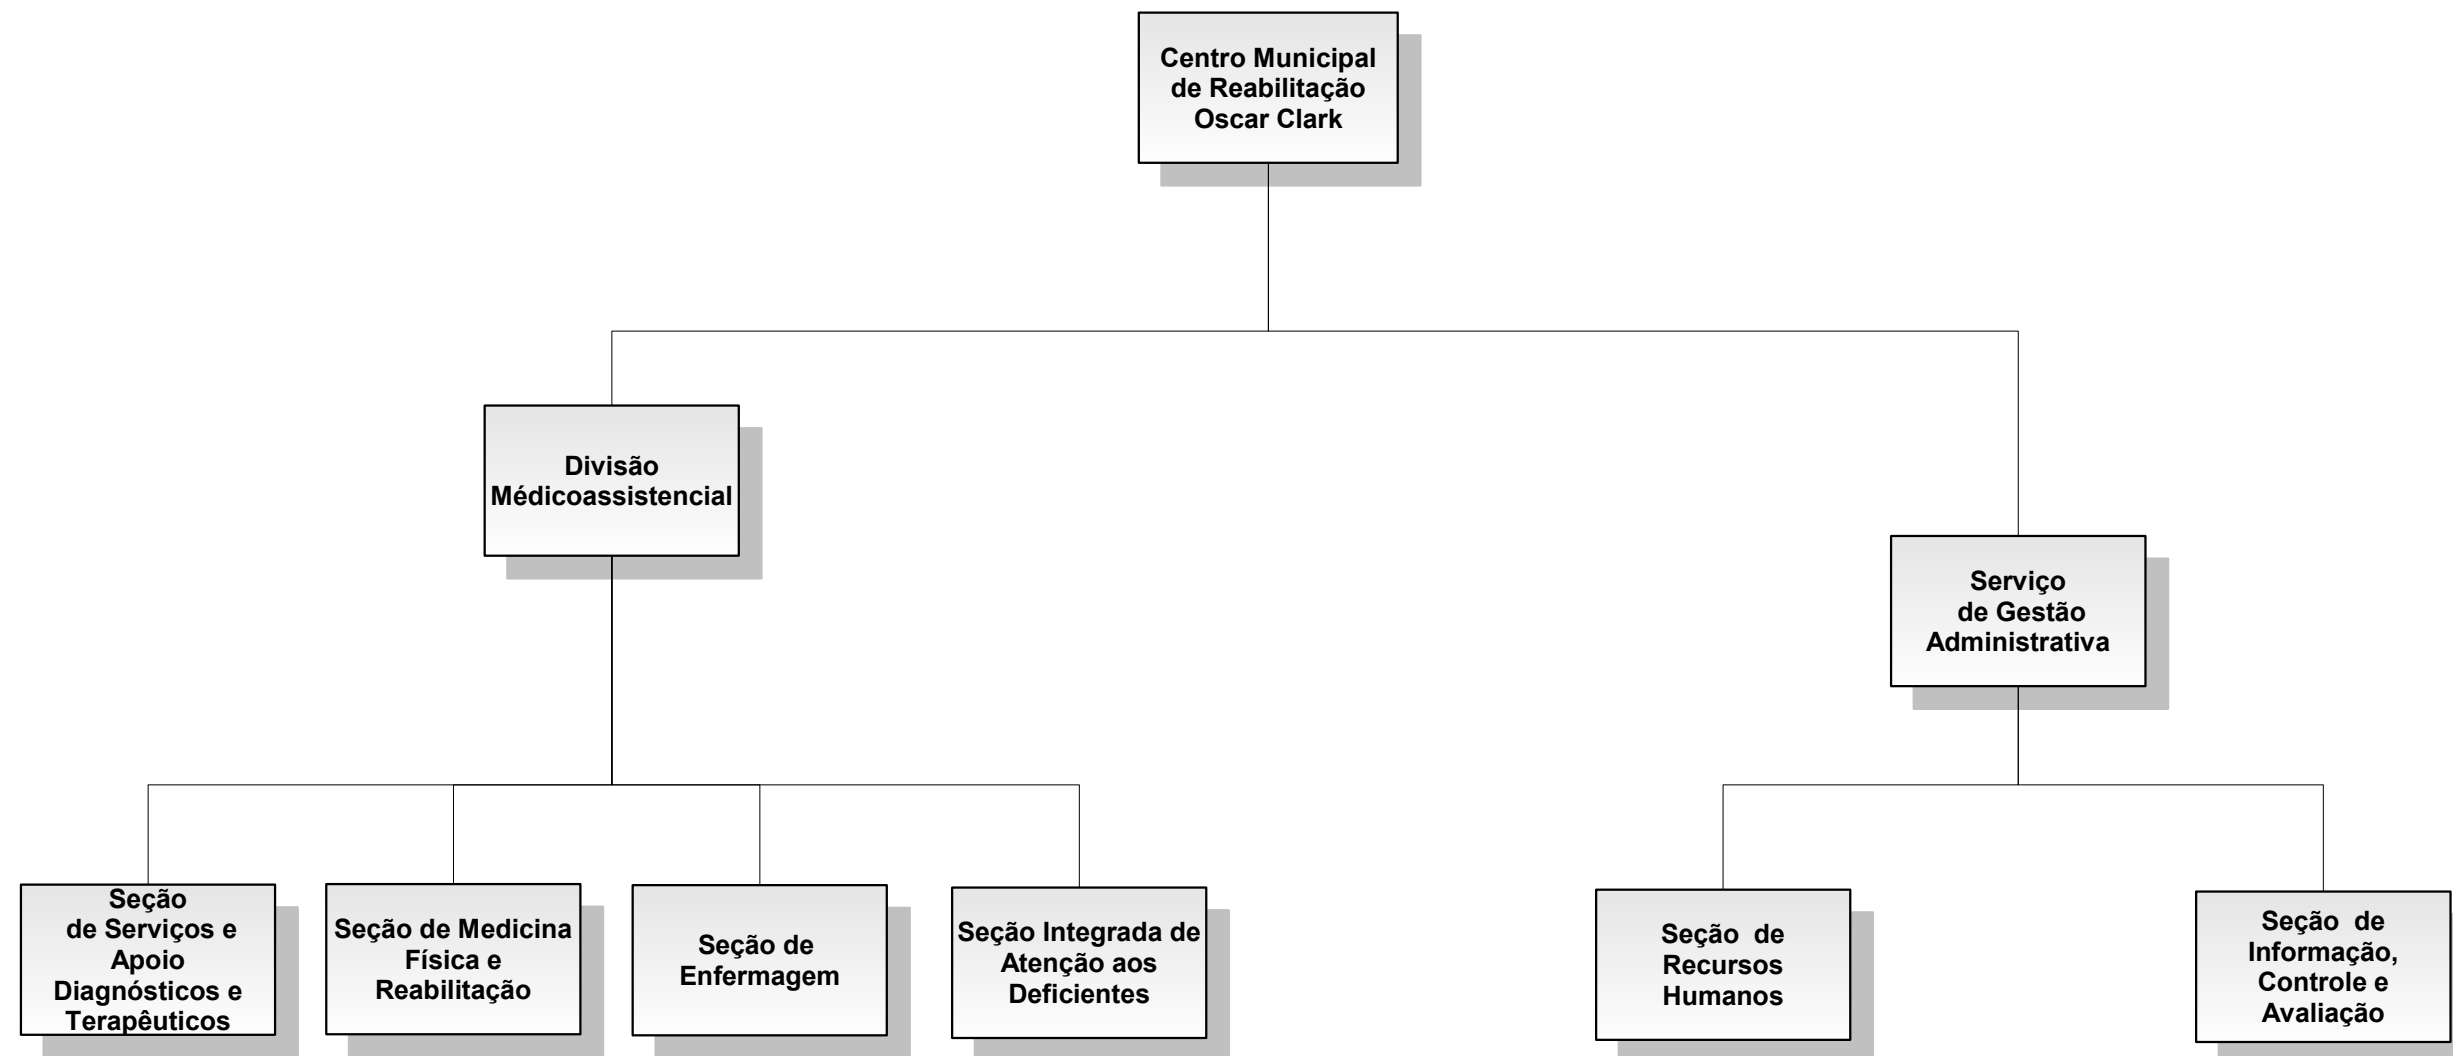 Centro Municipal
de Reabilitação
Oscar Clark
Divisão
Médicoassistencial
Serviço
de Gestão
Administrativa
Seção
de Serviços e
Apoio
Diagnósticos e
Terapêuticos
Seção de Medicina
Física e
Reabilitação
Seção de
Enfermagem
Seção Integrada de
Atenção aos
Deficientes
Seção  de
Recursos
Humanos
Seção  de
Informação,
Controle e
Avaliação